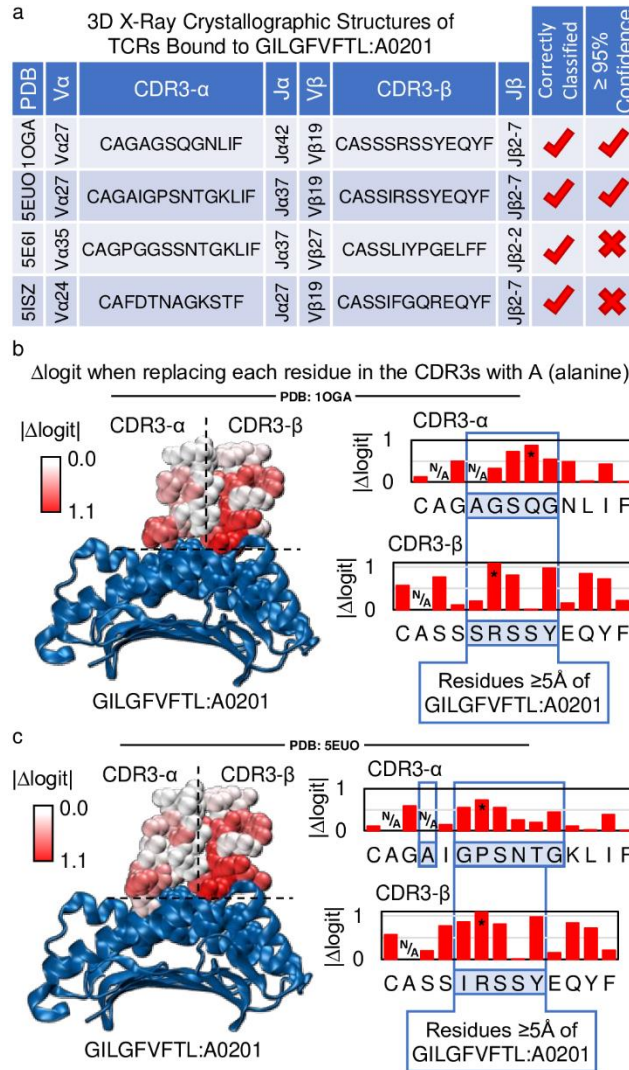 a
3D X-Ray Crystallographic Structures of
TCRs Bound to GILGFVFTL:A0201
PDB Vα CDR3-α Jα Vβ CDR3-β Jβ Correctly Classified ≥ 95% Confidence
1OGA Vα27 CAGAGSQGNLIF Jα42 Vβ19 CASSSRSSYEQYF Jβ2-7
5EUO Vα27 CAGAIGPSNTGKLIF Jα37 Vβ19 CASSIRSSYEQYF Jβ2-7
5E6I Vα35 CAGPGGSSNTGKLIF Jα37 Vβ27 CASSLIYPGELFF Jβ2-2
5ISZ Vα24 CAFDTNAGKSTF Jα27 Vβ19 CASSIFGQREQYF Jβ2-7
b
Δlogit when replacing each residue in the CDR3s with A (alanine)
PDB: 1OGA
|Δlogit|
0.0
1.1
CDR3-α CDR3-β
GILGFVFTL:A0201
CDR3-α
|Δlogit|
1
0
N/A N/A
★
C A G A G S Q G N L I F
CDR3-β
|Δlogit|
1
0
N/A
★
C A S S S R S S Y E Q Y F
Residues ≥5Å of
GILGFVFTL:A0201
c
PDB: 5EUO
|Δlogit|
0.0
1.1
CDR3-α CDR3-β
GILGFVFTL:A0201
CDR3-α
|Δlogit|
1
0
N/A N/A
★
C A G A I G P S N T G K L I F
CDR3-β
|Δlogit|
1
0
N/A
★
C A S S I R S S Y E Q Y F
Residues ≥5Å of
GILGFVFTL:A0201